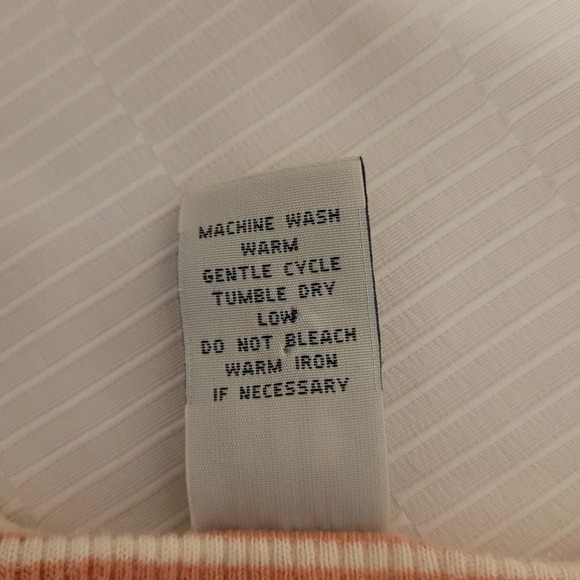 MACHINE WASH
WARM
GENTLE CYCLE
TUMBLE DRY
LOW
DO NOT BLEACH
WARM IRON
IF NECESSARY